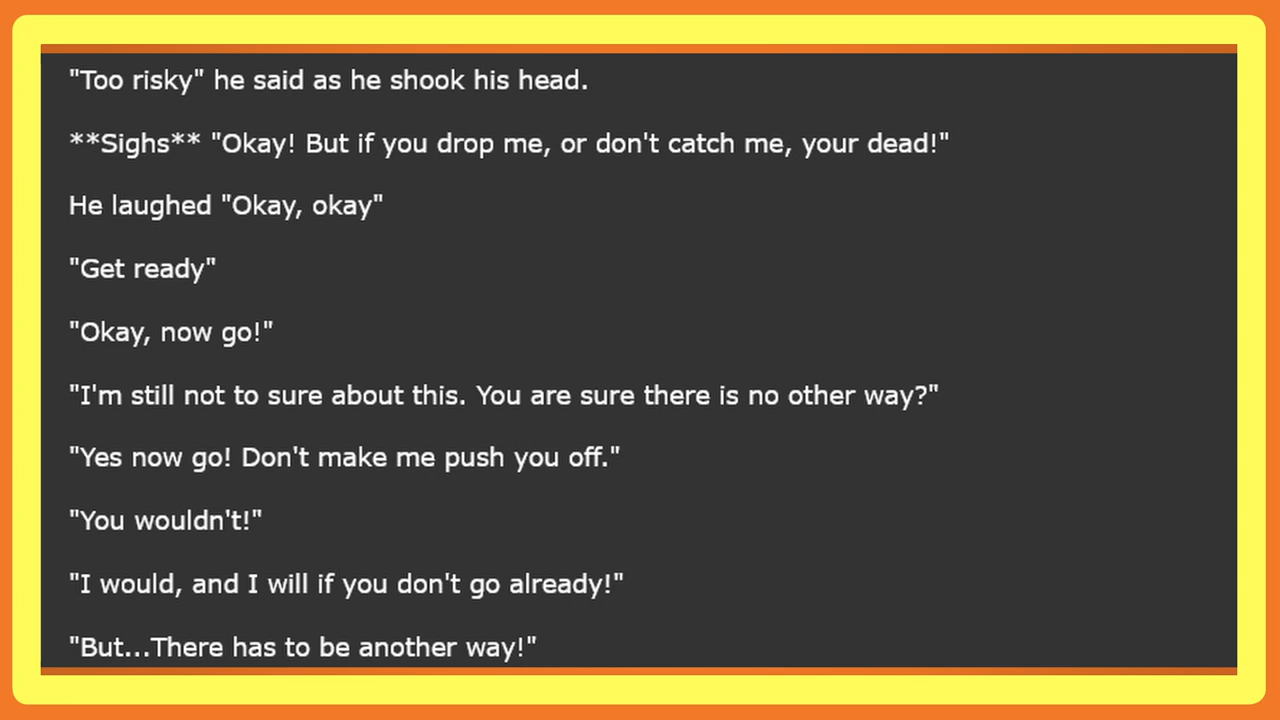 "Too risky" he said as he shook his head.
**Sighs** "Okay! But if you drop me, or don't catch me, your dead!"
He laughed "Okay, okay"
"Get ready"
"Okay, now go!"
"I'm still not to sure about this. You are sure there is no other way?"
"Yes now go! Don't make me push you off."
"You wouldn't!"
"I would, and I will if you don't go already!"
"But...There has to be another way!"